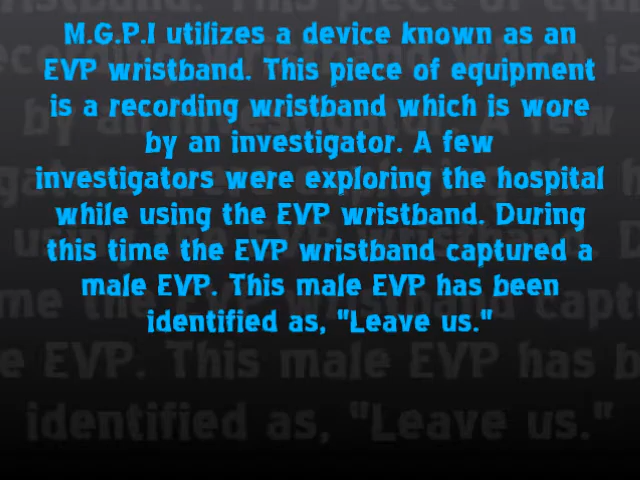 M.G.P.I utilizes a device known as an
EVP wristband. This piece of equipment
is a recording wristband which is wore
by an investigator. A few
investigators were exploring the hospital
while using the EVP wristband. During
this time the EVP wristband captured a
male EVP. This male EVP has been
identified as, "Leave us."